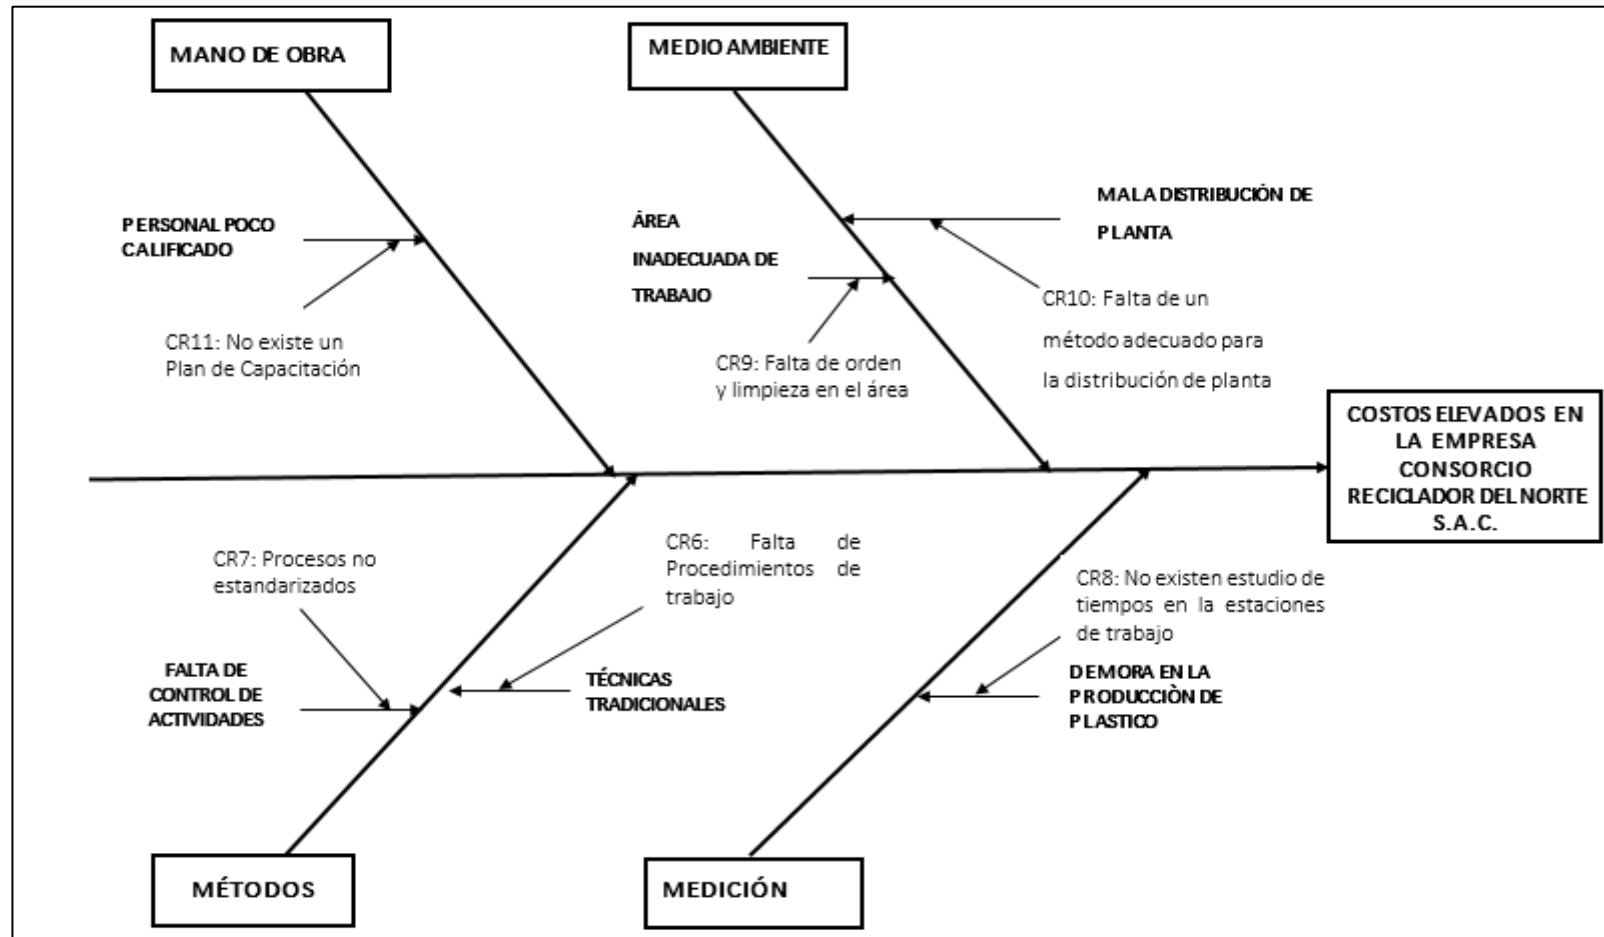 MANO DE OBRA
MEDIO AMBIENTE
PERSONAL POCO
CALIFICADO
CR11: No existe un
Plan de Capacitación
ÁREA
INADECUADA DE
TRABAJO
CR9: Falta de orden
y limpieza en el área
MALA DISTRIBUCIÓN DE
PLANTA
CR10: Falta de un
método adecuado para
la distribución de planta
COSTOS ELEVADOS EN
LA EMPRESA
CONSORCIO
RECICLADOR DEL NORTE
S.A.C.
CR7: Procesos no
estandarizados
FALTA DE
CONTROL DE
ACTIVIDADES
CR6: Falta de
Procedimientos de
trabajo
TÉCNICAS
TRADICIONALES
CR8: No existen estudio de
tiempos en la estaciones
de trabajo
DEMORA EN LA
PRODUCCIÒN DE
PLASTICO
MÉTODOS
MEDICIÓN